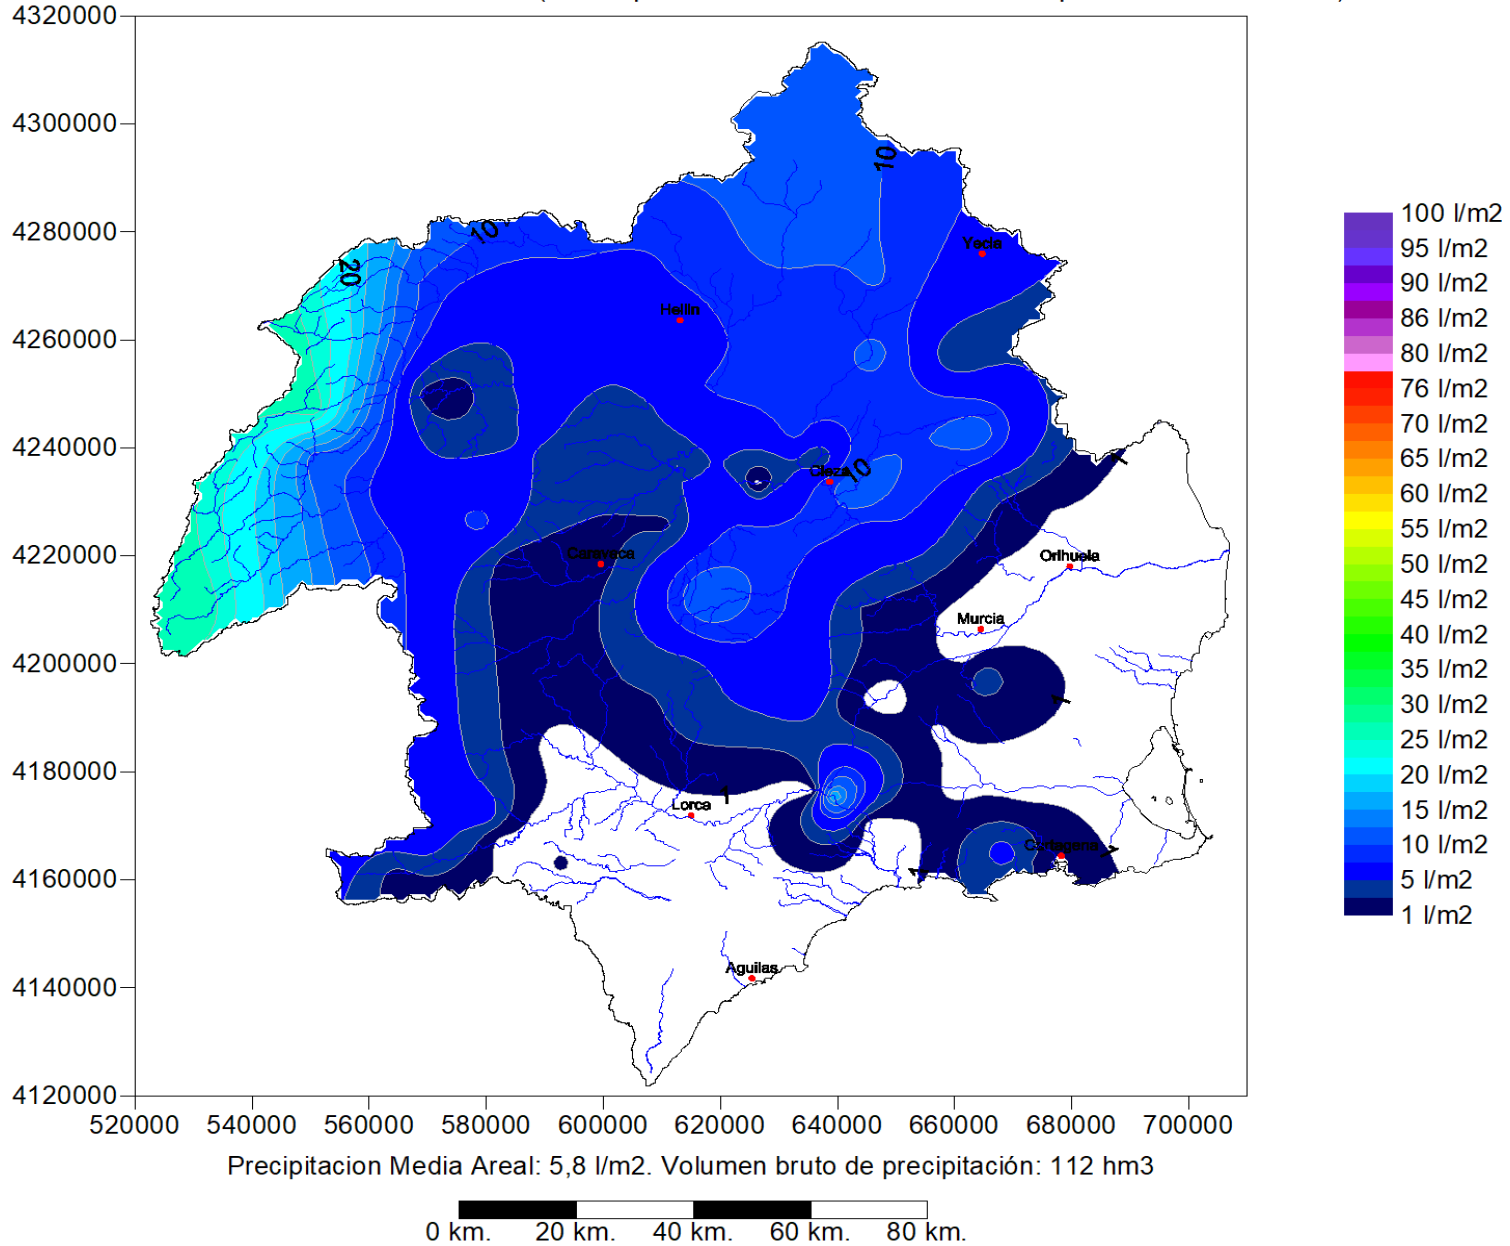 4320000
4300000
4280000
4260000
4240000
4220000
4200000
4180000
4160000
4140000
4120000
520000 540000 560000 580000 600000 620000 640000 660000 680000 700000
10
10
20
Yecla
Hellin
Cieza
10
1
Caravaca
Orihuela
Murcia
1
1
Lorca
Cartagena
1
1
Aguilas
100 l/m2
95 l/m2
90 l/m2
86 l/m2
80 l/m2
76 l/m2
70 l/m2
65 l/m2
60 l/m2
55 l/m2
50 l/m2
45 l/m2
40 l/m2
35 l/m2
30 l/m2
25 l/m2
20 l/m2
15 l/m2
10 l/m2
5 l/m2
1 l/m2
Precipitacion Media Areal: 5,8 l/m2. Volumen bruto de precipitación: 112 hm3
0 km. 20 km. 40 km. 60 km. 80 km.